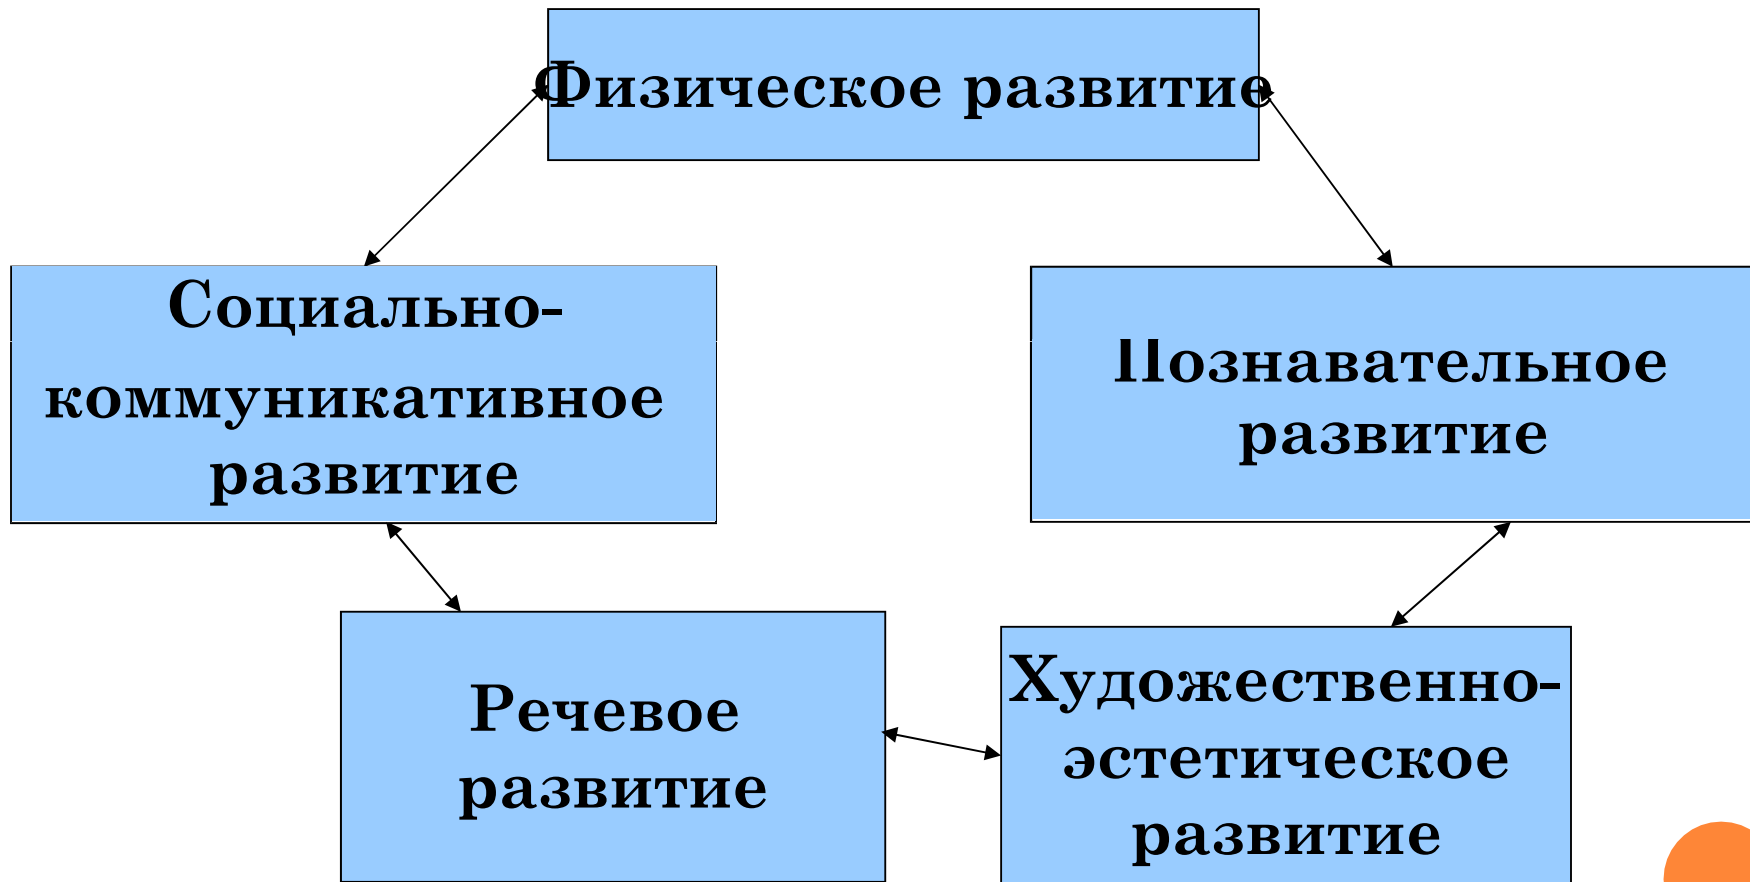 Физическое развитие
Социально-
коммуникативное
развитие
Познавательное
развитие
Речевое
развитие
Художественно-
эстетическое
развитие